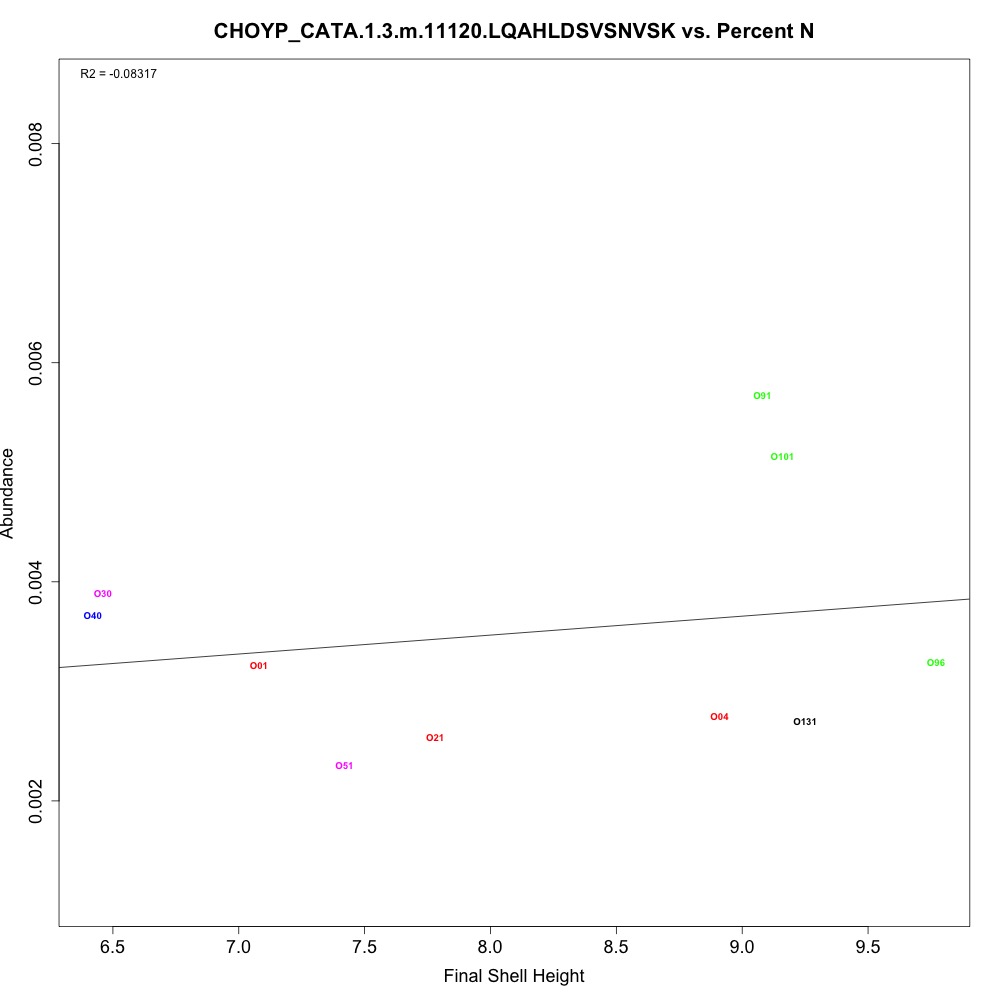 CHOYP_CATA.1.3.m.11120.LQAHLDSVSNVSK vs. Percent N
R2 = -0.08317
0.008
0.006
0.004
0.002
Abundance
O91
O101
O30
O40
O01
O96
O04
O131
O21
O51
6.5 7.0 7.5 8.0 8.5 9.0 9.5
Final Shell Height